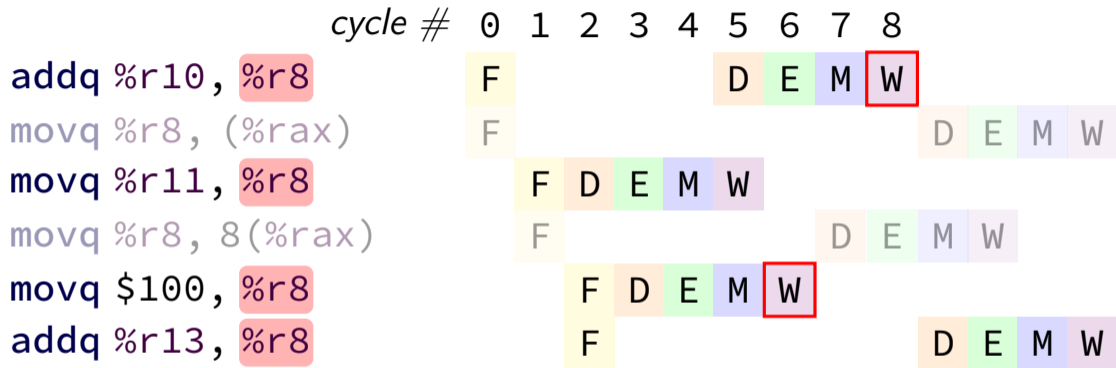 cycle # 0 1 2 3 4 5 6 7 8
addq %r10, %r8 F D E M W
movq %r8, (%rax) F D E M W
movq %r11, %r8 F D E M W
movq %r8, 8(%rax) F D E M W
movq $100, %r8 F D E M W
addq %r13, %r8 F D E M W